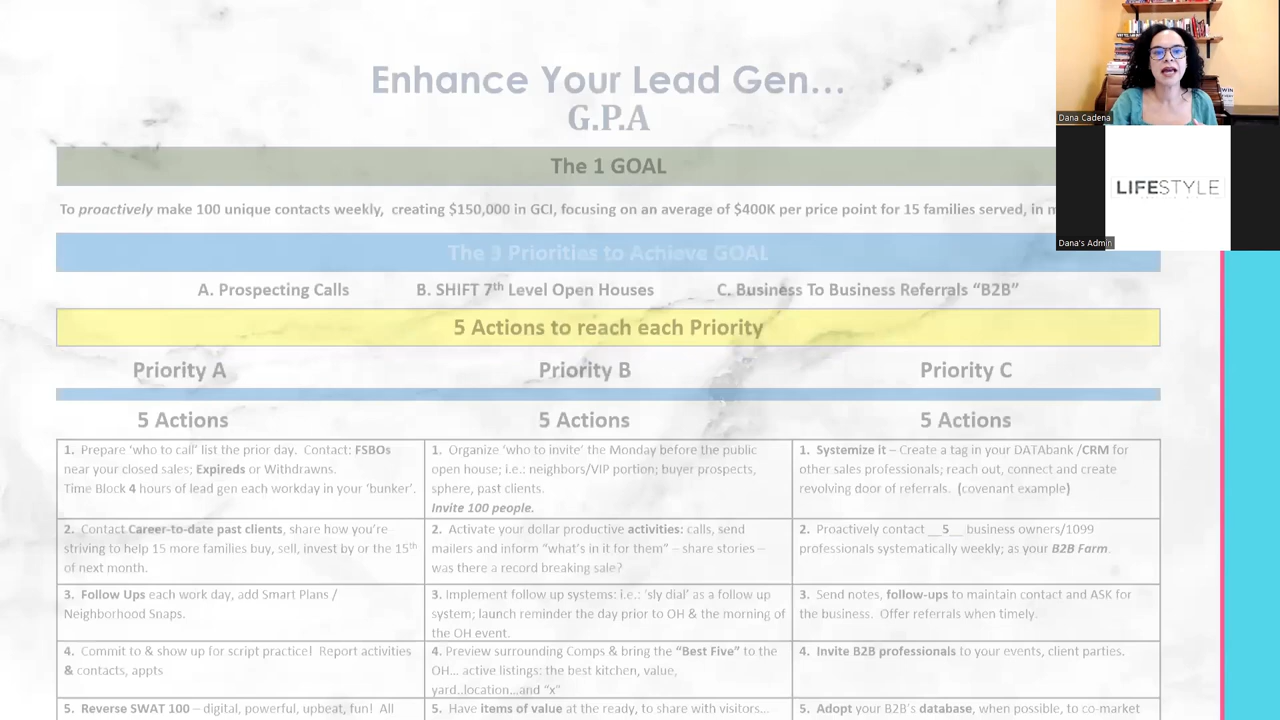 Enhance Your Lead Gen...
G.P.A
The 1 GOAL
To proactively make 100 unique contacts weekly, creating $150,000 in GCI, focusing on an average of $400K per price point for 15 families served, in
The 3 Priorities to Achieve GOAL
A. Prospecting Calls B. SHIFT 7th Level Open Houses C. Business To Business Referrals “B2B”
5 Actions to reach each Priority
Priority A Priority B Priority C
5 Actions 5 Actions 5 Actions
1. Prepare ‘who to call’ list the prior day. Contact: FSBOs
near your closed sales; Expireds or Withdrawns.
Time Block 4 hours of lead gen each workday in your ‘bunker’.
1. Organize ‘who to invite’ the Monday before the public
open house; i.e.: neighbors/VIP portion; buyer prospects,
sphere, past clients.
Invite 100 people.
1. Systemize it – Create a tag in your DATAbank /CRM for
other sales professionals; reach out, connect and create
revolving door of referrals. (covenant example)
2. Contact Career-to-date past clients, share how you’re
striving to help 15 more families buy, sell, invest by or the 15th
of next month.
2. Activate your dollar productive activities: calls, send
mailers and inform “what’s in it for them” – share stories –
was there a record breaking sale?
2. Proactively contact __5__ business owners/1099
professionals systematically weekly; as your B2B Farm.
3. Follow Ups each work day, add Smart Plans /
Neighborhood Snaps.
3. Implement follow up systems: i.e.: ‘sly dial’ as a follow up
system; launch reminder the day prior to OH & the morning of
the OH event.
3. Send notes, follow-ups to maintain contact and ASK for
the business. Offer referrals when timely.
4. Commit to & show up for script practice! Report activities
& contacts, appts
4. Preview surrounding Comps & bring the “Best Five” to the
OH… active listings: the best kitchen, value,
yard..location…and “x”
4. Invite B2B professionals to your events, client parties.
5. Reverse SWAT 100 – digital, powerful, upbeat, fun! All
5. Have items of value at the ready, to share with visitors…
5. Adopt your B2B’s database, when possible, to co-market
Dana Cadena
LIFESTYLE
Dana's Admin